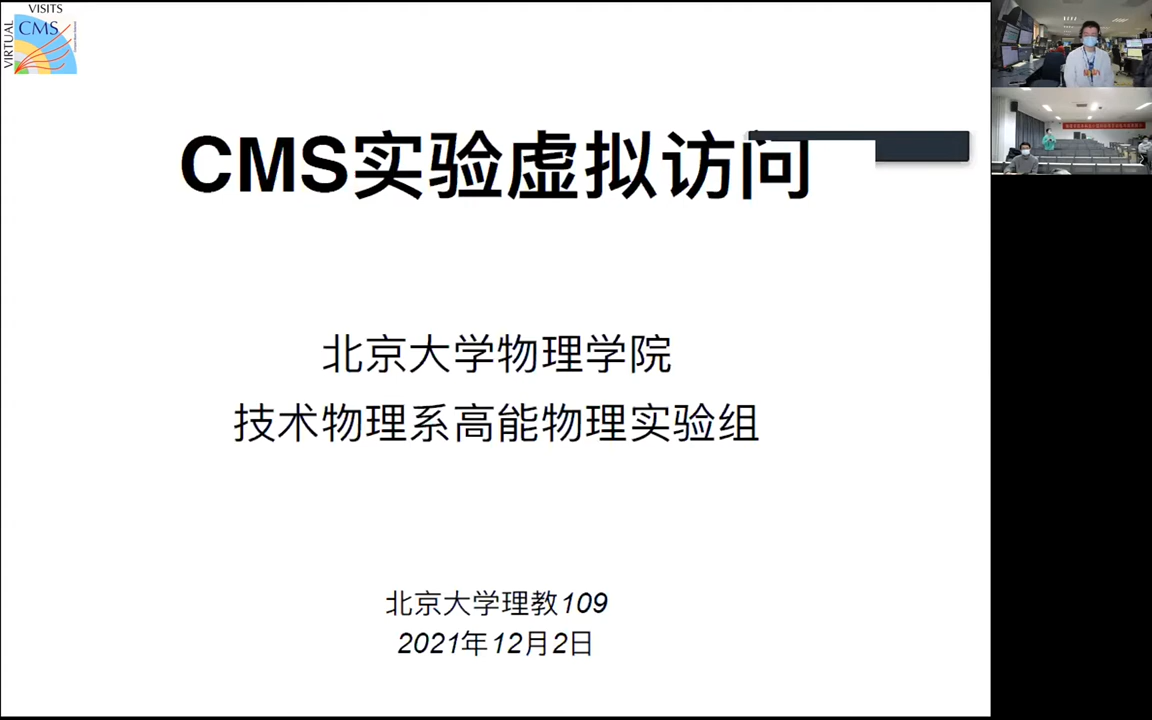 VISITS
CMS
VIRTUAL
CMS实验虚拟访问
北京大学物理学院
技术物理系高能物理实验组
北京大学理教109
2021年12月2日